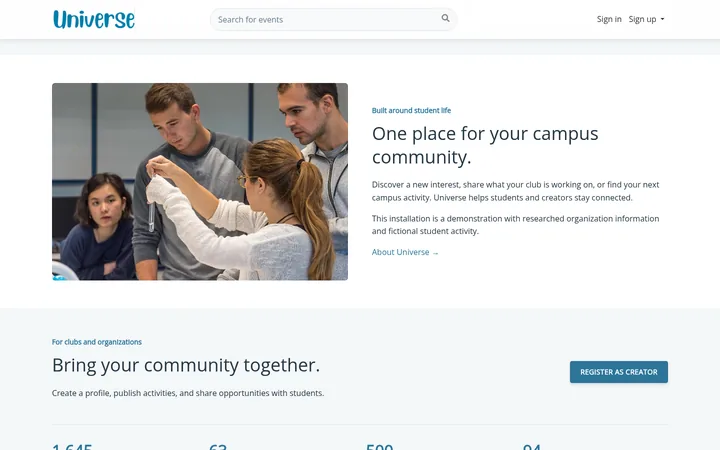 Universe
Search for events
Sign in
Sign up
Built around student life
One place for your campus
community.
Discover a new interest, share what your club is working on, or find your next
campus activity. Universe helps students and creators stay connected.
This installation is a demonstration with researched organization information
and fictional student activity.
About Universe →
For clubs and organizations
Bring your community together.
Create a profile, publish activities, and share opportunities with students.
REGISTER AS CREATOR